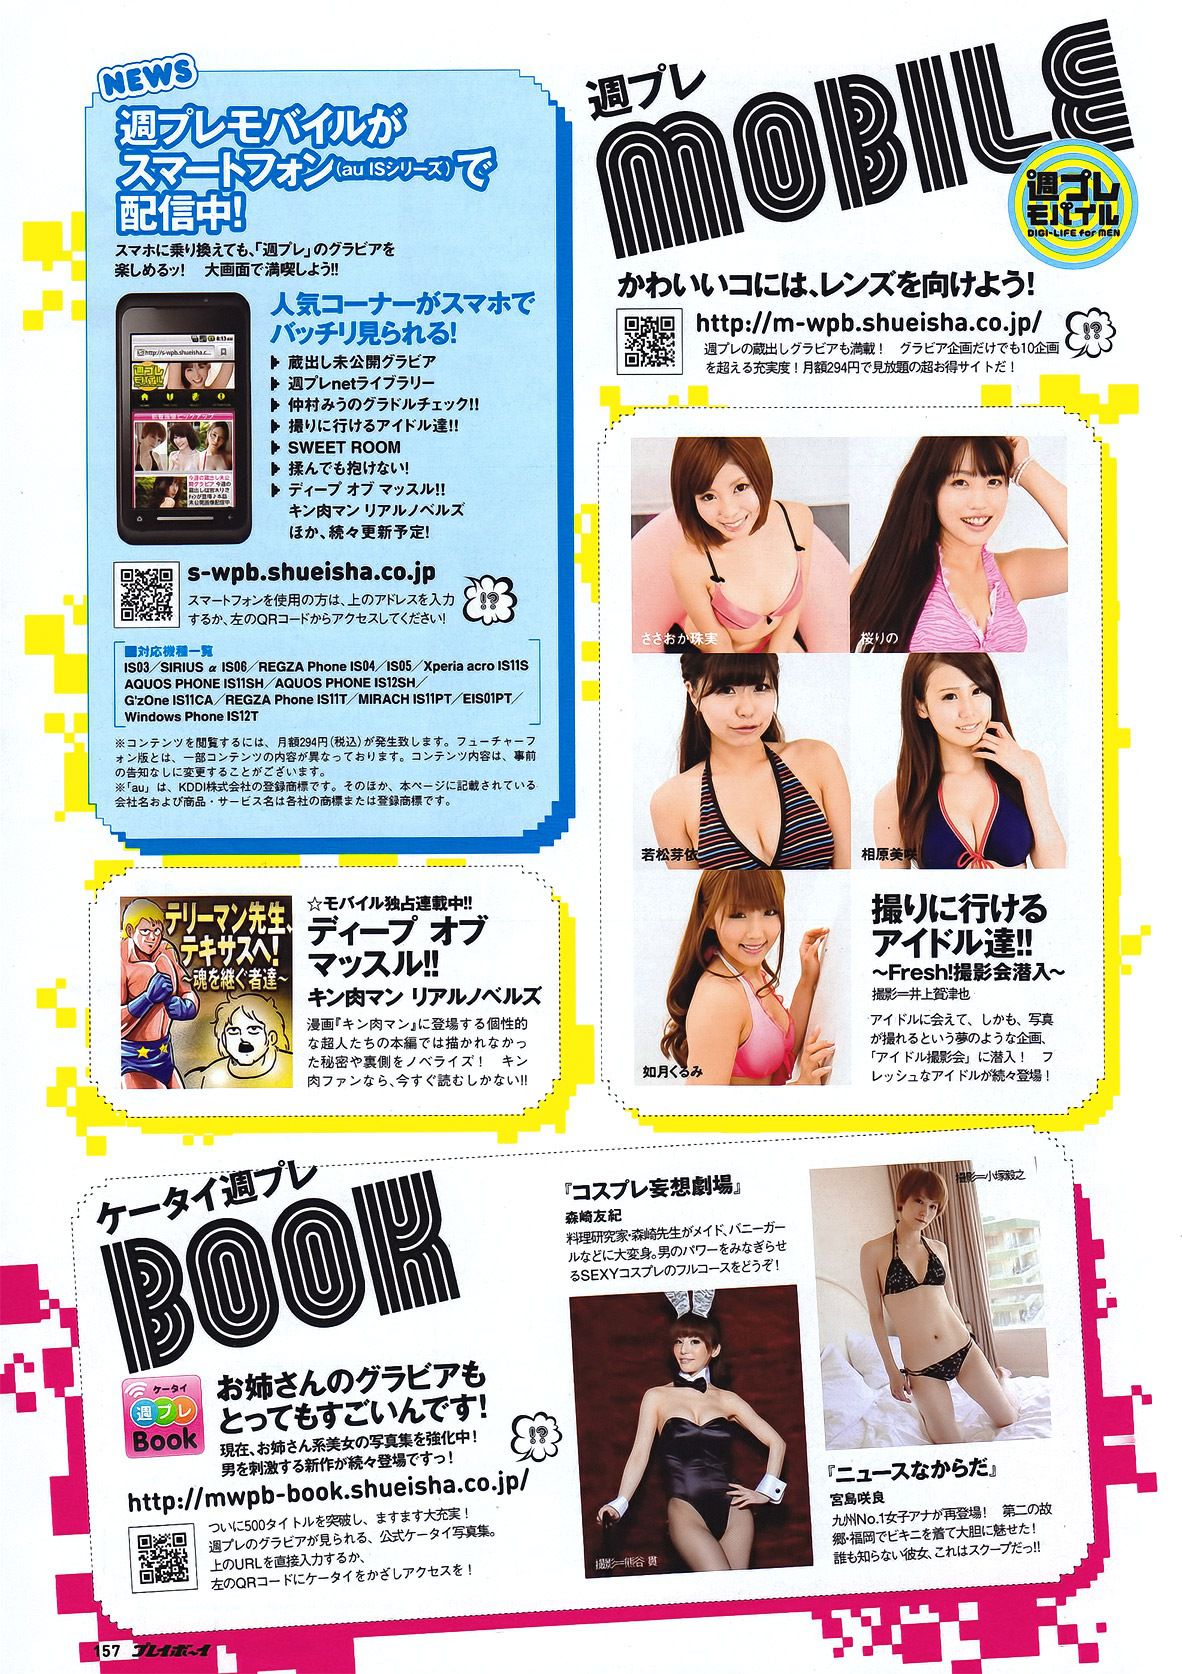 NEWS
週プレモバイルが
スマートフォン(au ISシリーズ)で
配信中!
スマホに乗り換えても、「週プレ」のグラビアを
楽しめるッ! 大画面で満喫しよう!!
人気コーナーがスマホで
バッチリ見られる!
蔵出し未公開グラビア
週プレnetライブラリー
仲村みうのグラドルチェック!!
撮りに行けるアイドル達!!
SWEET ROOM
揉んでも抱けない!
ディープ オブ マッスル!!
キン肉マン リアルノベルズ
ほか、続々更新予定!
s-wpb.shueisha.co.jp
スマートフォンを使用の方は、上のアドレスを入力
するか、左のQRコードからアクセスしてください!
!?
■対応機種一覧
IS03/SIRIUS α IS06/REGZA Phone IS04/IS05/Xperia acro IS11S
AQUOS PHONE IS11SH/AQUOS PHONE IS12SH/
G'zOne IS11CA/REGZA Phone IS11T/MIRACH IS11PT/EIS01PT/
Windows Phone IS12T
※コンテンツを閲覧するには、月額294円(税込)が発生致します。フューチャーフ
ォン版とは、一部コンテンツの内容が異なっております。コンテンツ内容は、事前
の告知なしに変更することがございます。
※「au」は、KDDI株式会社の登録商標です。そのほか、本ページに記載されている
会社名および商品・サービス名は各社の商標または登録商標です。
週プレ
MOBILE
週プレ
モバイル
DIGI-LIFE for MEN
かわいいコには、レンズを向けよう!
http://m-wpb.shueisha.co.jp/
週プレの蔵出しグラビアも満載! グラビア企画だけでも10企画
を超える充実度!月額294円で見放題の超お得サイトだ!
!?
ささおか珠実
桜りの
若松芽依
相原美咲
如月くるみ
撮りに行ける
アイドル達!!
〜Fresh!撮影会潜入〜
撮影=井上賀津也
アイドルに会えて、しかも、写真
が撮れるという夢のような企画、
「アイドル撮影会」に潜入! フ
レッシュなアイドルが続々登場!
テリーマン先生、
テキサスへ!
〜魂を継ぐ者達〜
☆モバイル独占連載中!!
ディープ オブ
マッスル!!
キン肉マン リアルノベルズ
漫画『キン肉マン』に登場する個性的
な超人たちの本編では描かれなかっ
た秘密や裏側をノベライズ! キン
肉ファンなら、今すぐ読むしかない!!
ケータイ週プレ
BOOK
ケータイ
週プレ
Book
お姉さんのグラビアも
とってもすごいんです!
現在、お姉さん系美女の写真集を強化中!
男を刺激する新作が続々登場ですっ!
!?
http://mwpb-book.shueisha.co.jp/
ついに500タイトルを突破し、ますます大充実!
週プレのグラビアが見られる、公式ケータイ写真集。
上のURLを直接入力するか、
左のQRコードにケータイをかざしアクセスを!
『コスプレ妄想劇場』
森崎友紀
料理研究家・森崎先生がメイド、バニーガー
ルなどに大変身。男のパワーをみなぎらせ
るSEXYコスプレのフルコースをどうぞ!
撮影=熊谷 貫
撮影=小塚毅之
『ニュースなからだ』
宮島咲良
九州No.1女子アナが再登場! 第二の故
郷・福岡でビキニを着て大胆に魅せた!
誰も知らない彼女、これはスクープだっ!!
157 プレイボーイ